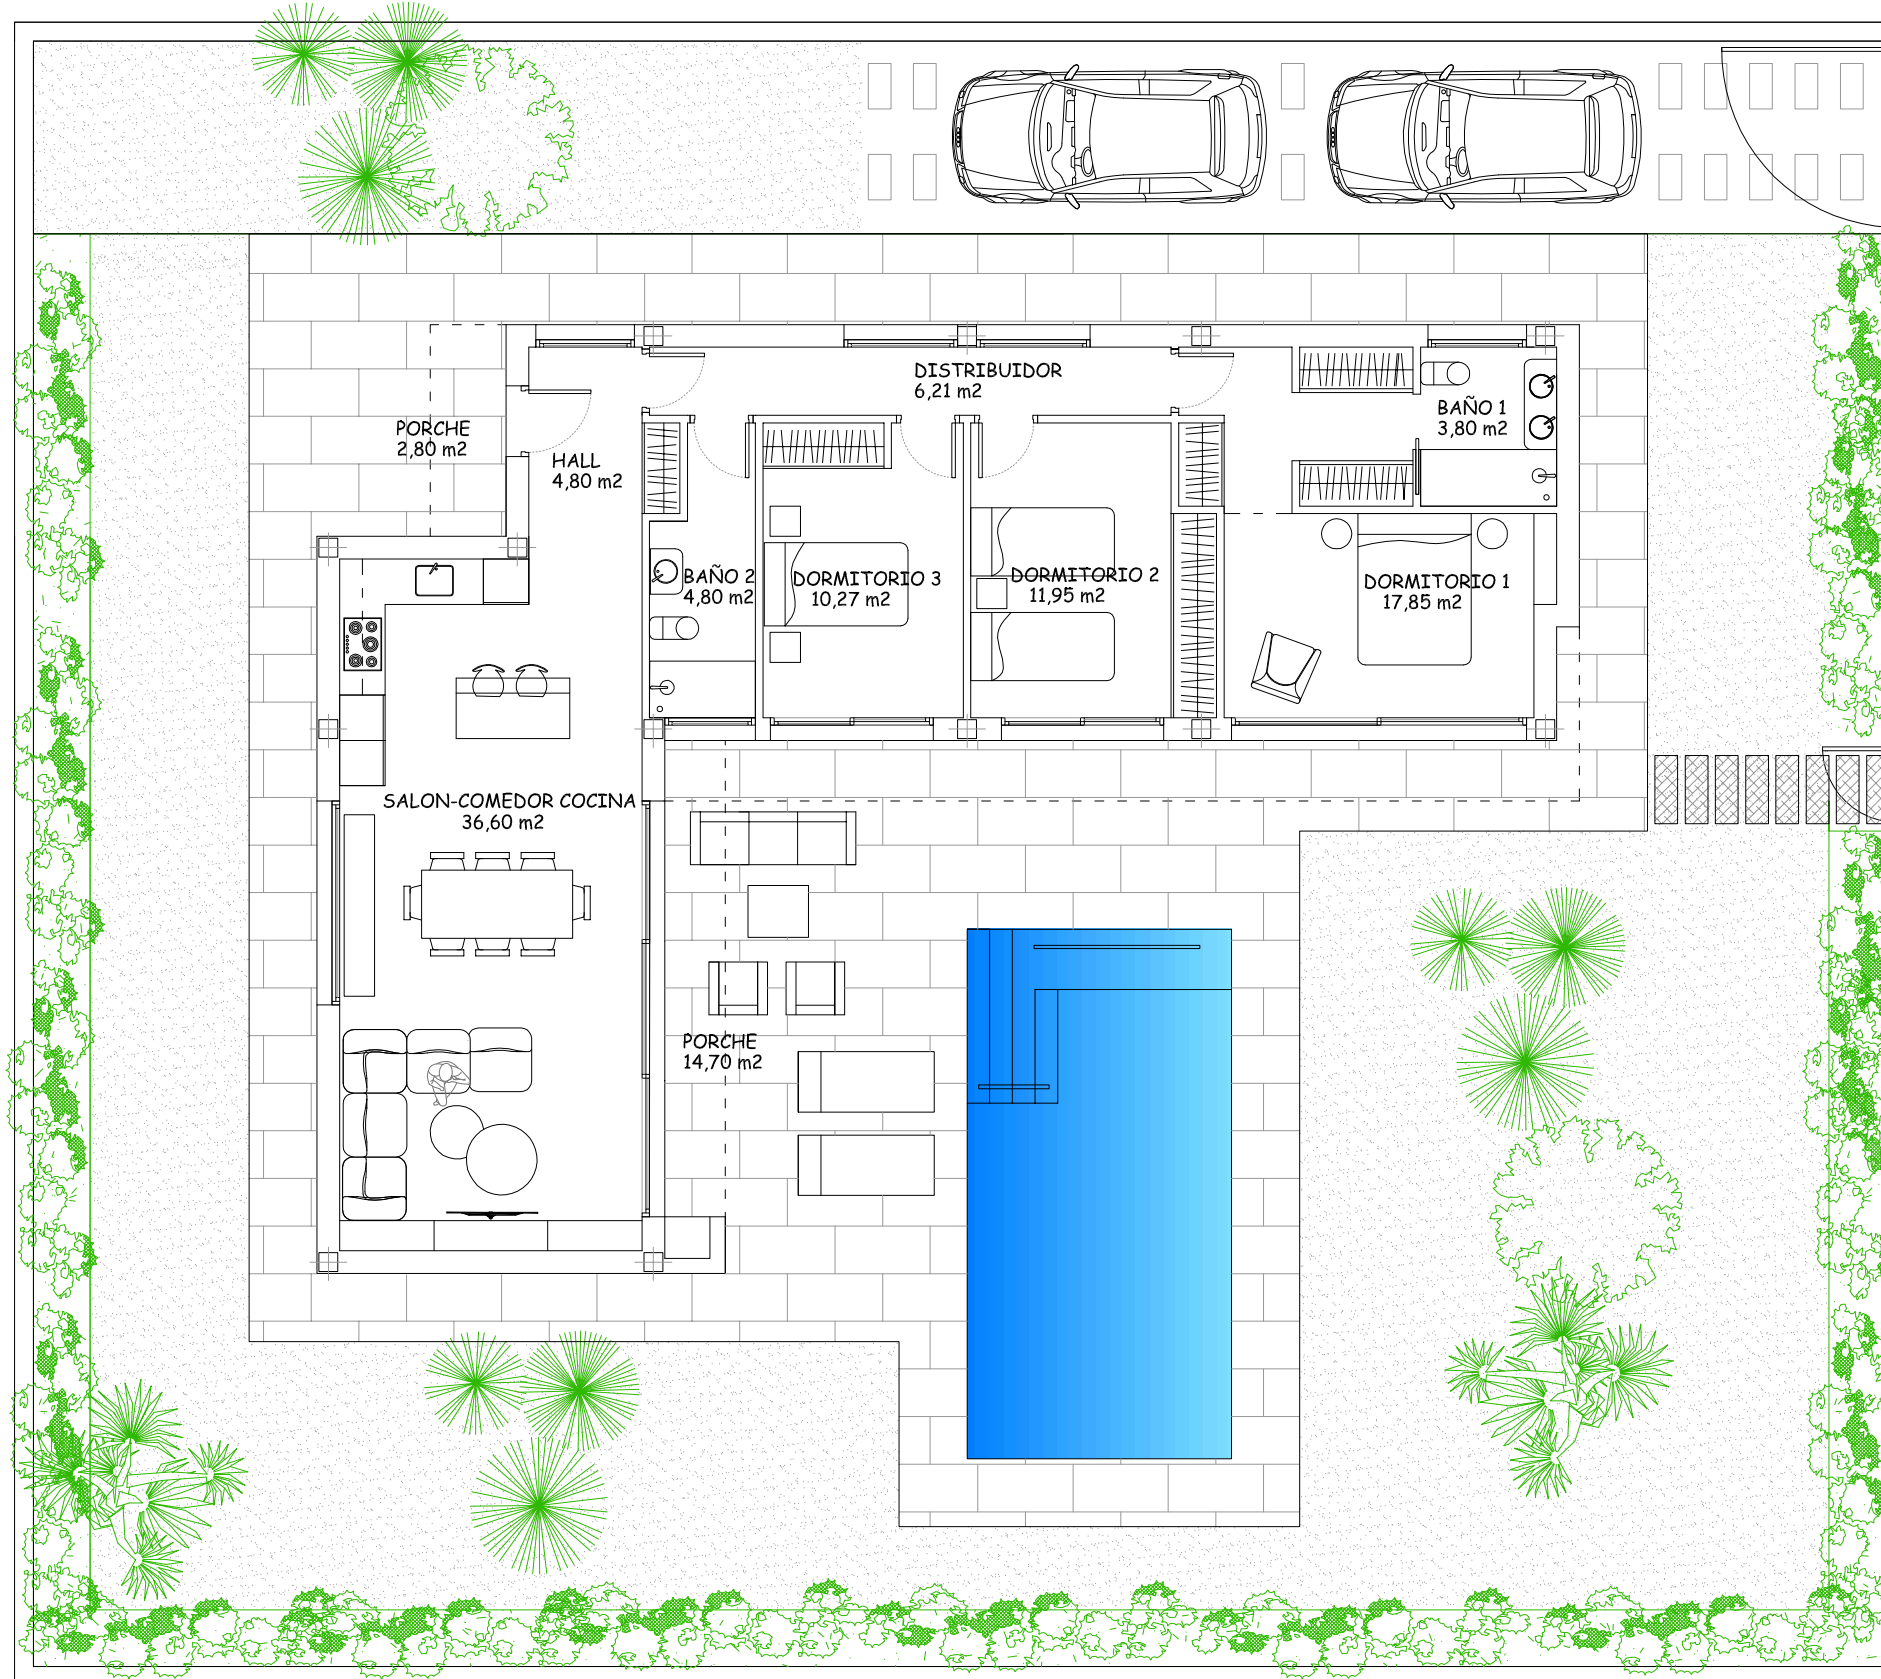 DISTRIBUIDOR
6,21 m2
BAÑO 1
3,80 m2
PORCHE
2,80 m2
HALL
4,80 m2
BAÑO 2
4,80 m2
DORMITORIO 3
10,27 m2
DORMITORIO 2
11,95 m2
DORMITORIO 1
17,85 m2
SALON-COMEDOR COCINA
36,60 m2
PORCHE
14,70 m2